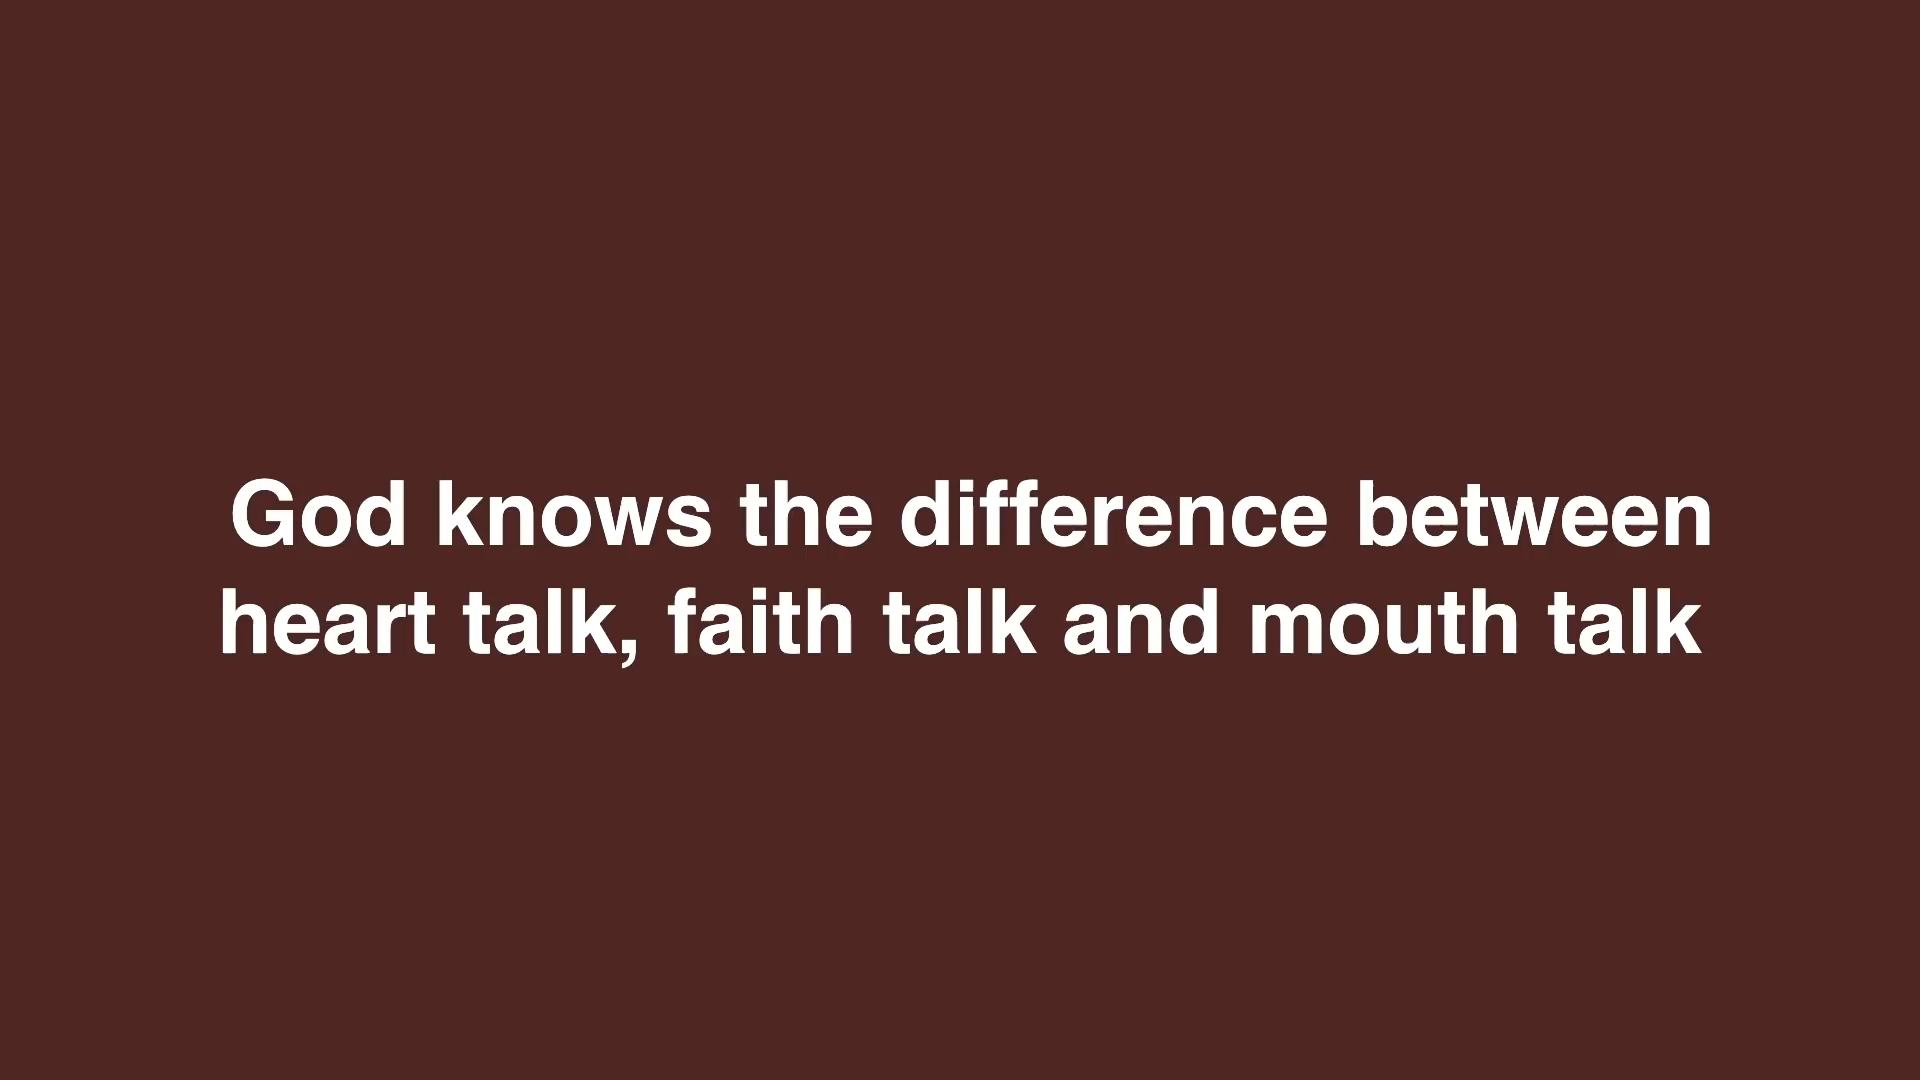 God knows the difference between
heart talk, faith talk and mouth talk